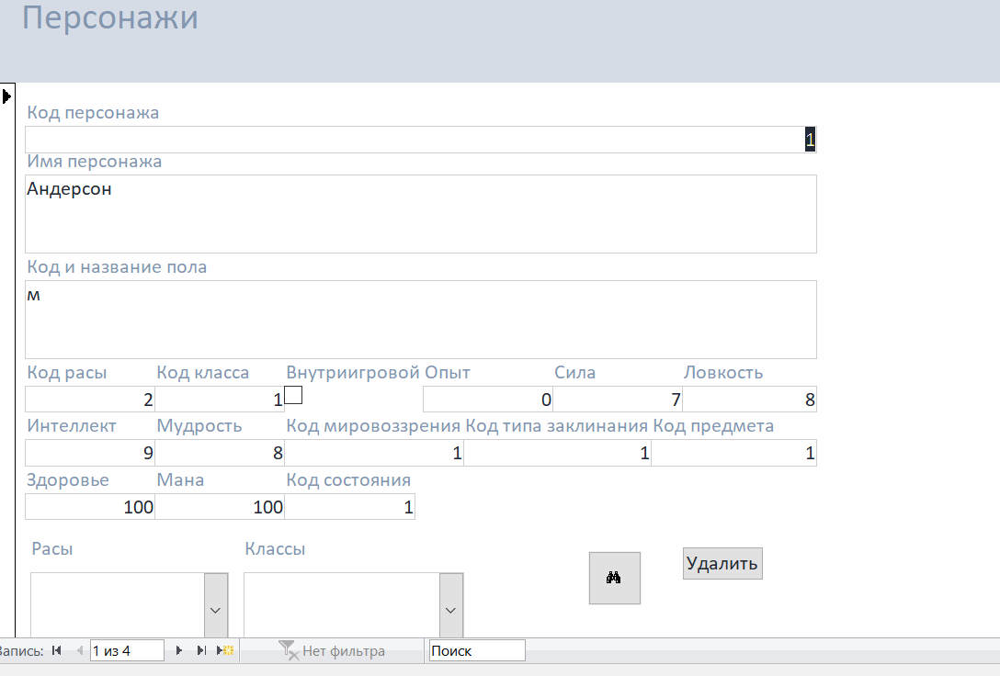 Персонажи
Код персонажа
1
Имя персонажа
Андерсон
Код и название пола
м
Код расы Код класса Внутриигровой Опыт Сила Ловкость
2 1 0 7 8
Интеллект Мудрость Код мировоззрения Код типа заклинания Код предмета
9 8 1 1 1
Здоровье Мана Код состояния
100 100 1
Расы Классы
Удалить
Запись: 1 из 4 Нет фильтра Поиск